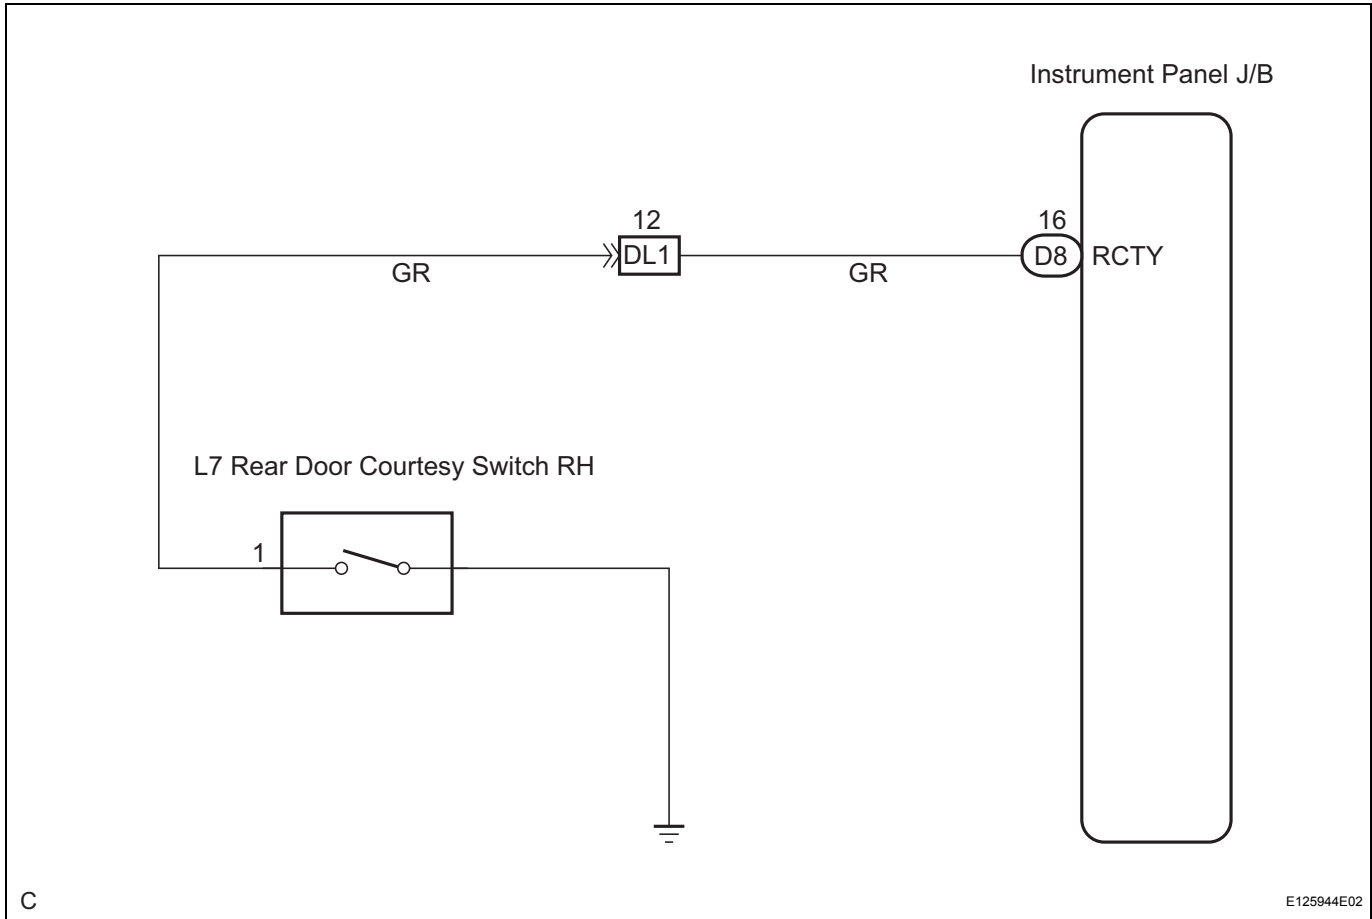 Instrument Panel J/B
12
16
DL1
D8
RCTY
GR
GR
L7 Rear Door Courtesy Switch RH
1
C
E125944E02